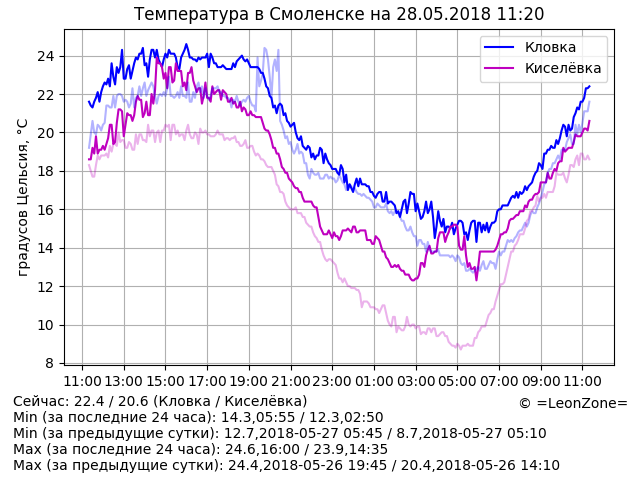 Температура в Смоленске на 28.05.2018 11:20
градусов Цельсия, °C
24
22
20
18
16
14
12
10
8
Кловка
Киселёвка
11:00 13:00 15:00 17:00 19:00 21:00 23:00 01:00 03:00 05:00 07:00 09:00 11:00
Сейчас: 22.4 / 20.6 (Кловка / Киселёвка)
© =LeonZone=
Min (за последние 24 часа): 14.3,05:55 / 12.3,02:50
Min (за предыдущие сутки): 12.7,2018-05-27 05:45 / 8.7,2018-05-27 05:10
Max (за последние 24 часа): 24.6,16:00 / 23.9,14:35
Max (за предыдущие сутки): 24.4,2018-05-26 19:45 / 20.4,2018-05-26 14:10